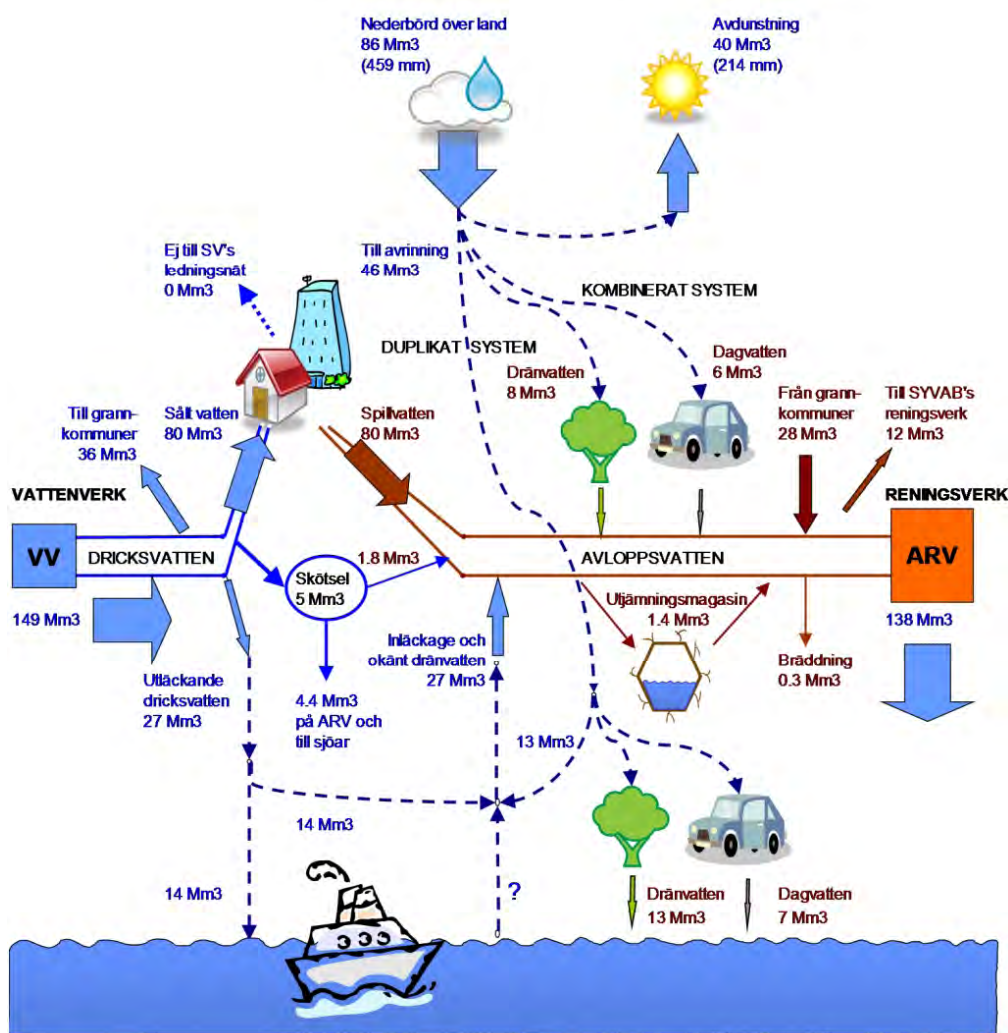 Nederbörd över land
86 Mm3
(459 mm)
Avdunstning
40 Mm3
(214 mm)
Ej till SV's
ledningsnät
0 Mm3
Till avrinning
46 Mm3
KOMBINERAT SYSTEM
DUPLIKAT SYSTEM
Dränvatten
8 Mm3
Dagvatten
6 Mm3
Till grann-
kommuner
36 Mm3
Sålt vatten
80 Mm3
Spillvatten
80 Mm3
Från grann-
kommuner
28 Mm3
Till SYVAB's
reningsverk
12 Mm3
VATTENVERK
RENINGSVERK
VV
DRICKSVATTEN
AVLOPPSVATTEN
ARV
1.8 Mm3
Skötsel
5 Mm3
149 Mm3
Utjämningsmagasin
1.4 Mm3
138 Mm3
Inläckage och
okänt dränvatten
27 Mm3
Bräddning
0.3 Mm3
Utläckande
dricksvatten
27 Mm3
4.4 Mm3
på ARV och
till sjöar
13 Mm3
14 Mm3
14 Mm3
?
Dränvatten
13 Mm3
Dagvatten
7 Mm3